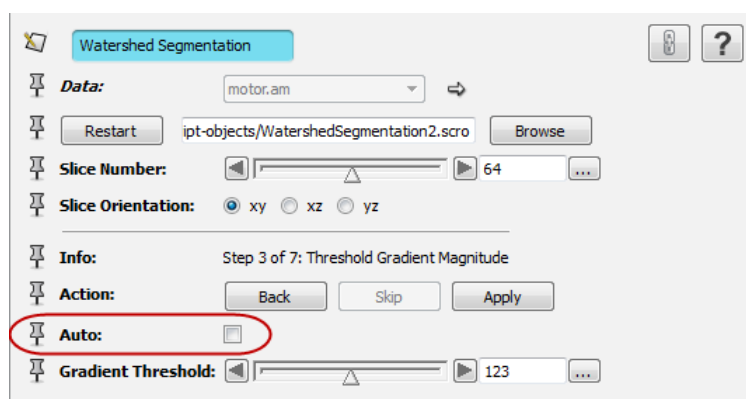 Watershed Segmentation ?
Data: motor.am
Restart ipt-objects/WatershedSegmentation2.scro Browse
Slice Number: 64 ...
Slice Orientation: xy xz yz
Info: Step 3 of 7: Threshold Gradient Magnitude
Action: Back Skip Apply
Auto:
Gradient Threshold: 123 ...